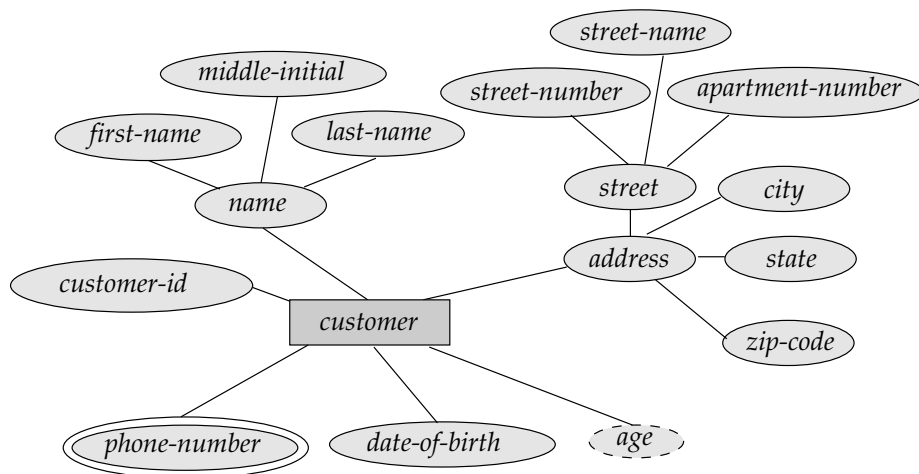 street-name
middle-initial
street-number
apartment-number
first-name
last-name
street
city
name
address
state
customer-id
customer
zip-code
phone-number
date-of-birth
age